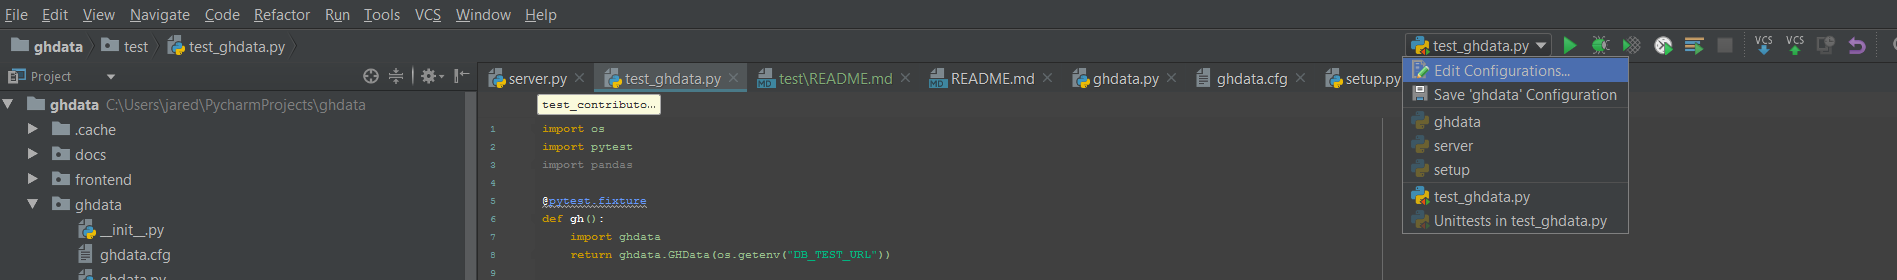 File Edit View Navigate Code Refactor Run Tools VCS Window Help
ghdata test test_ghdata.py
test_ghdata.py VCS VCS
Project
server.py test_ghdata.py test\README.md README.md ghdata.py ghdata.cfg setup.py
Edit Configurations...
Save 'ghdata' Configuration
ghdata
server
setup
test_ghdata.py
Unittests in test_ghdata.py
ghdata C:\Users\jared\PycharmProjects\ghdata
.cache
docs
frontend
ghdata
__init__.py
ghdata.cfg
ghdata.py
test_contributo...
1 import os
2 import pytest
3 import pandas
4
5 @pytest.fixture
6 def gh():
7 import ghdata
8 return ghdata.GHData(os.getenv("DB_TEST_URL"))
9